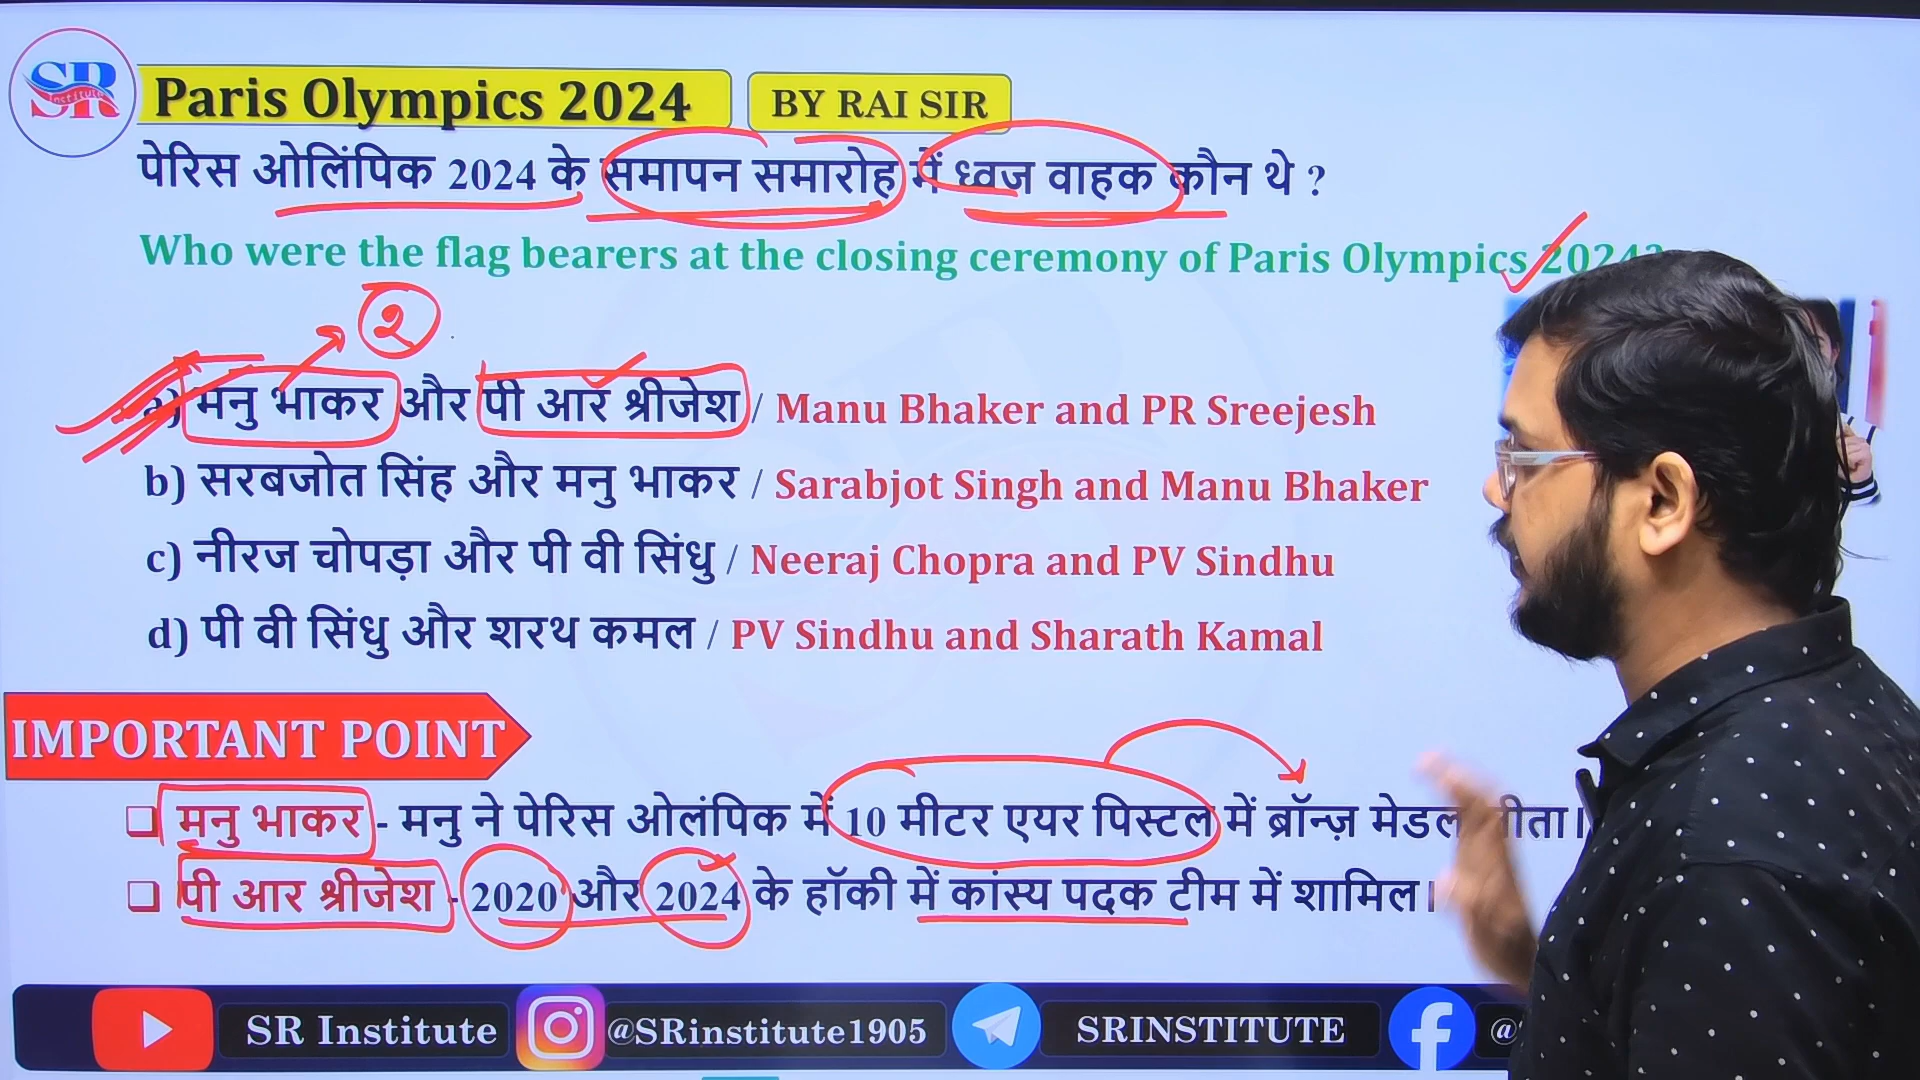 SR
Institute
Paris Olympics 2024
BY RAI SIR
पेरिस ओलिंपिक 2024 के समापन समारोह में ध्वज वाहक कौन थे ?
Who were the flag bearers at the closing ceremony of Paris Olympics 2024?
२
a) मनु भाकर और पी आर श्रीजेश / Manu Bhaker and PR Sreejesh
b) सरबजोत सिंह और मनु भाकर / Sarabjot Singh and Manu Bhaker
c) नीरज चोपड़ा और पी वी सिंधु / Neeraj Chopra and PV Sindhu
d) पी वी सिंधु और शरथ कमल / PV Sindhu and Sharath Kamal
IMPORTANT POINT
मनु भाकर - मनु ने पेरिस ओलंपिक में 10 मीटर एयर पिस्टल में ब्रॉन्ज़ मेडल जीता।
पी आर श्रीजेश - 2020 और 2024 के हॉकी में कांस्य पदक टीम में शामिल।
SR Institute
@SRinstitute1905
SRINSTITUTE